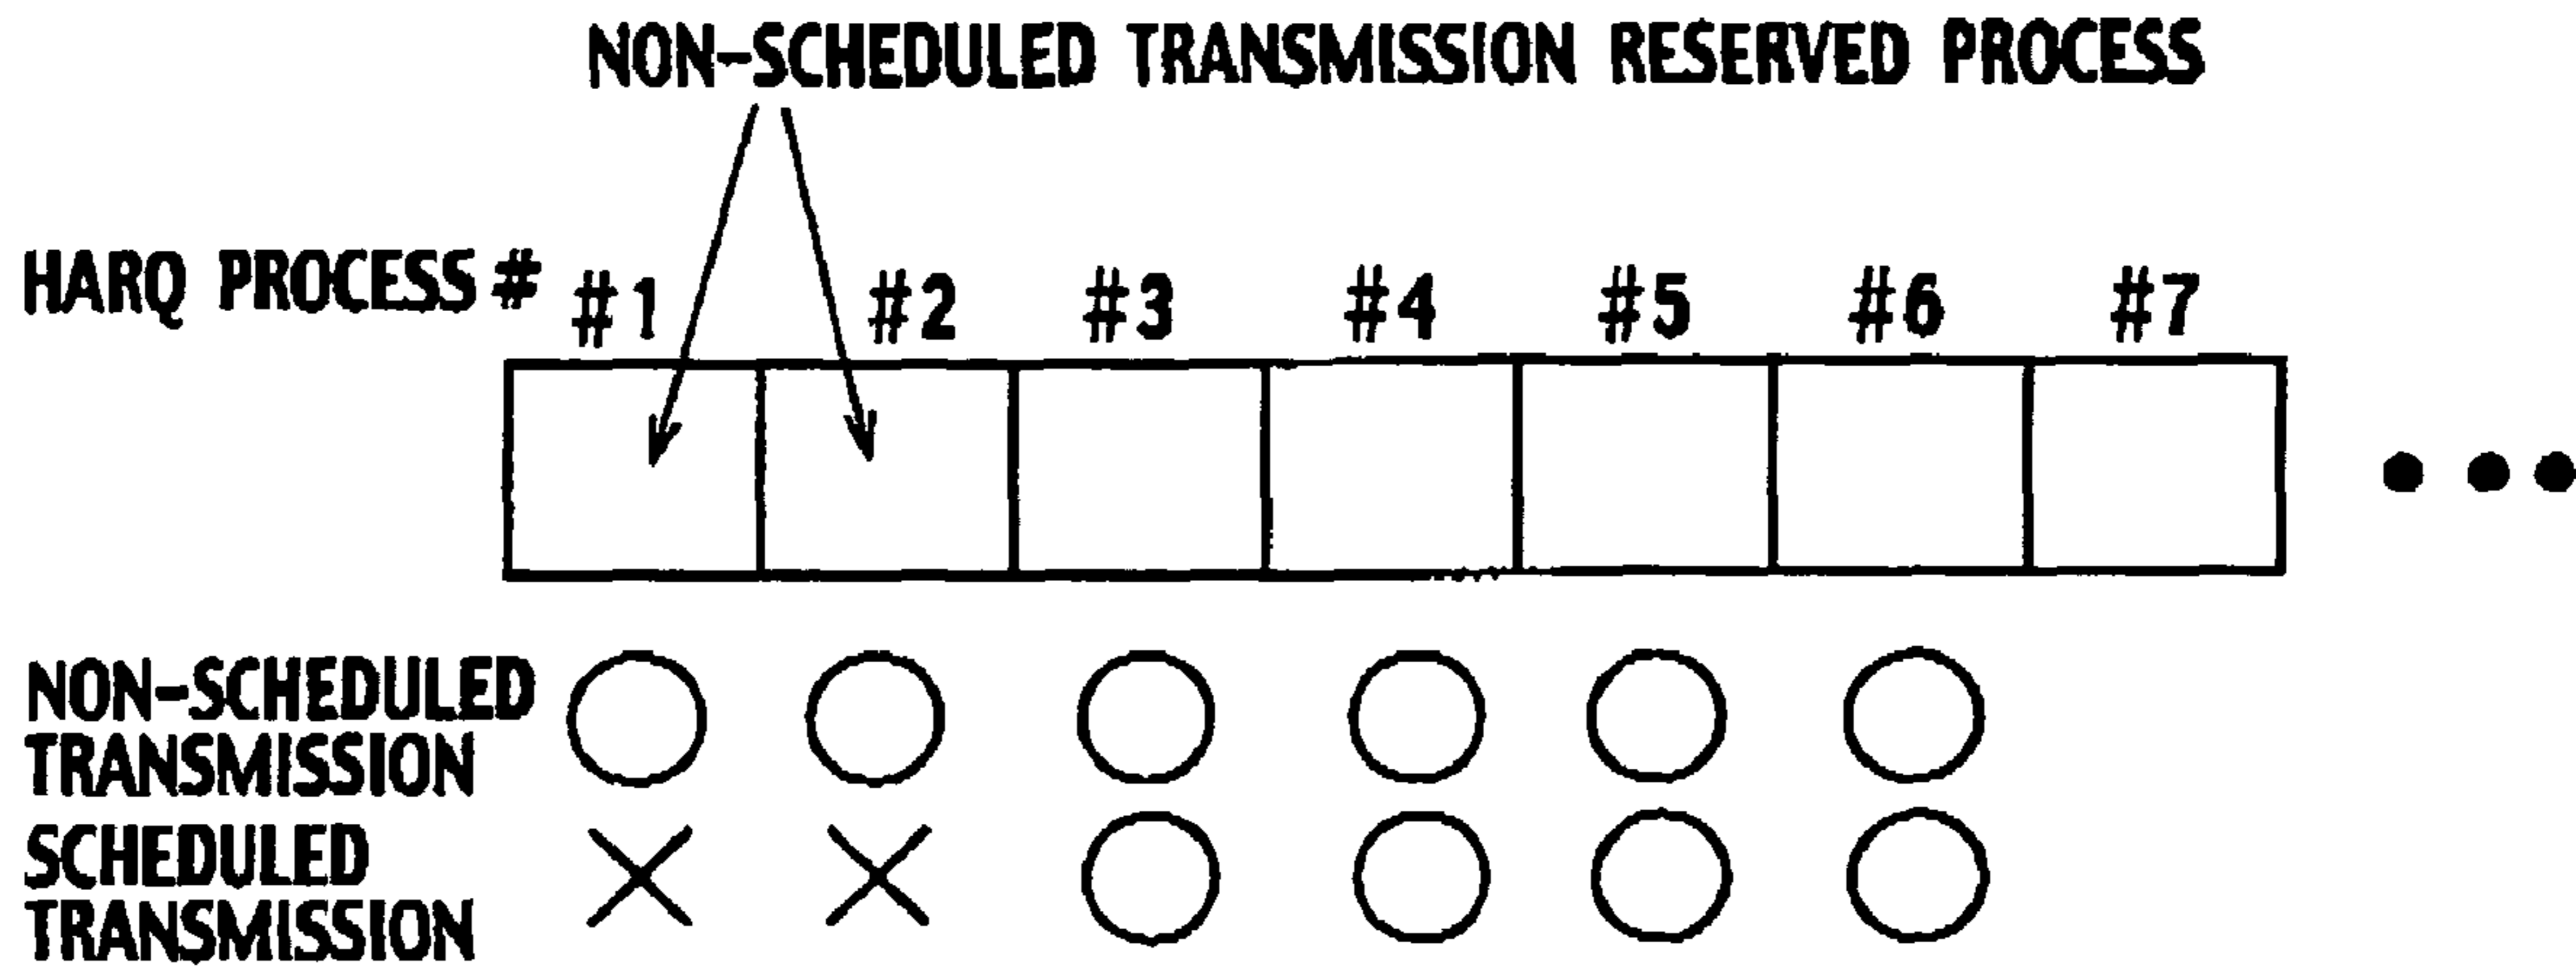 NON-SCHEDULED TRANSMISSION RESERVED PROCESS
HARQ PROCESS # #1 #2 #3 #4 #5 #6 #7
NON-SCHEDULED
TRANSMISSION
SCHEDULED
TRANSMISSION